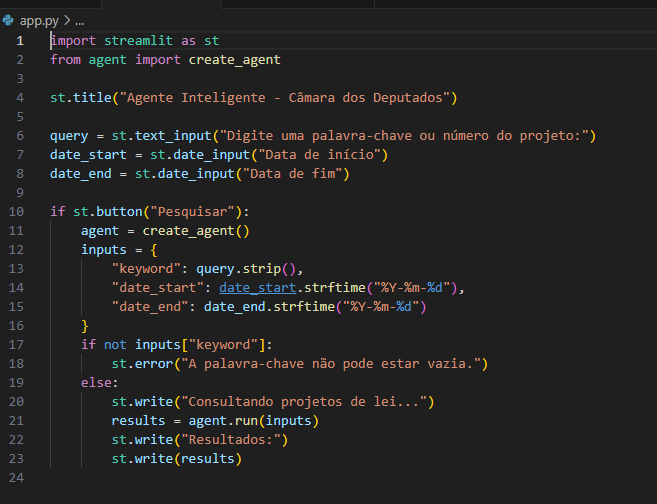 app.py > ...
1 import streamlit as st
2 from agent import create_agent
3
4 st.title("Agente Inteligente - Câmara dos Deputados")
5
6 query = st.text_input("Digite uma palavra-chave ou número do projeto:")
7 date_start = st.date_input("Data de início")
8 date_end = st.date_input("Data de fim")
9
10 if st.button("Pesquisar"):
11     agent = create_agent()
12     inputs = {
13         "keyword": query.strip(),
14         "date_start": date_start.strftime("%Y-%m-%d"),
15         "date_end": date_end.strftime("%Y-%m-%d")
16     }
17     if not inputs["keyword"]:
18         st.error("A palavra-chave não pode estar vazia.")
19     else:
20         st.write("Consultando projetos de lei...")
21         results = agent.run(inputs)
22         st.write("Resultados:")
23         st.write(results)
24